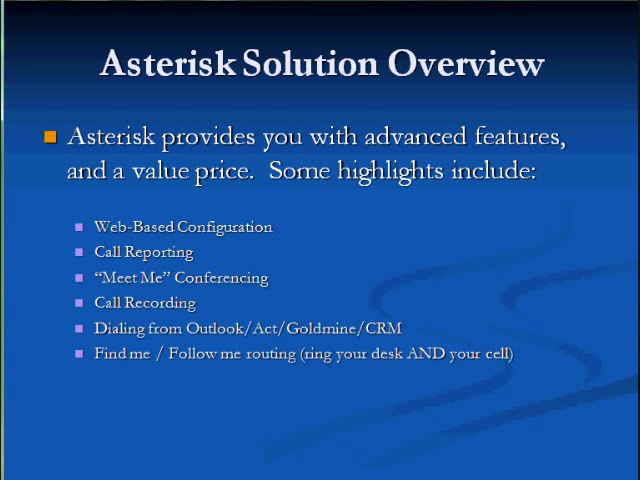 Asterisk Solution Overview
Asterisk provides you with advanced features,
and a value price.  Some highlights include:
Web-Based Configuration
Call Reporting
“Meet Me” Conferencing
Call Recording
Dialing from Outlook/Act/Goldmine/CRM
Find me / Follow me routing (ring your desk AND your cell)